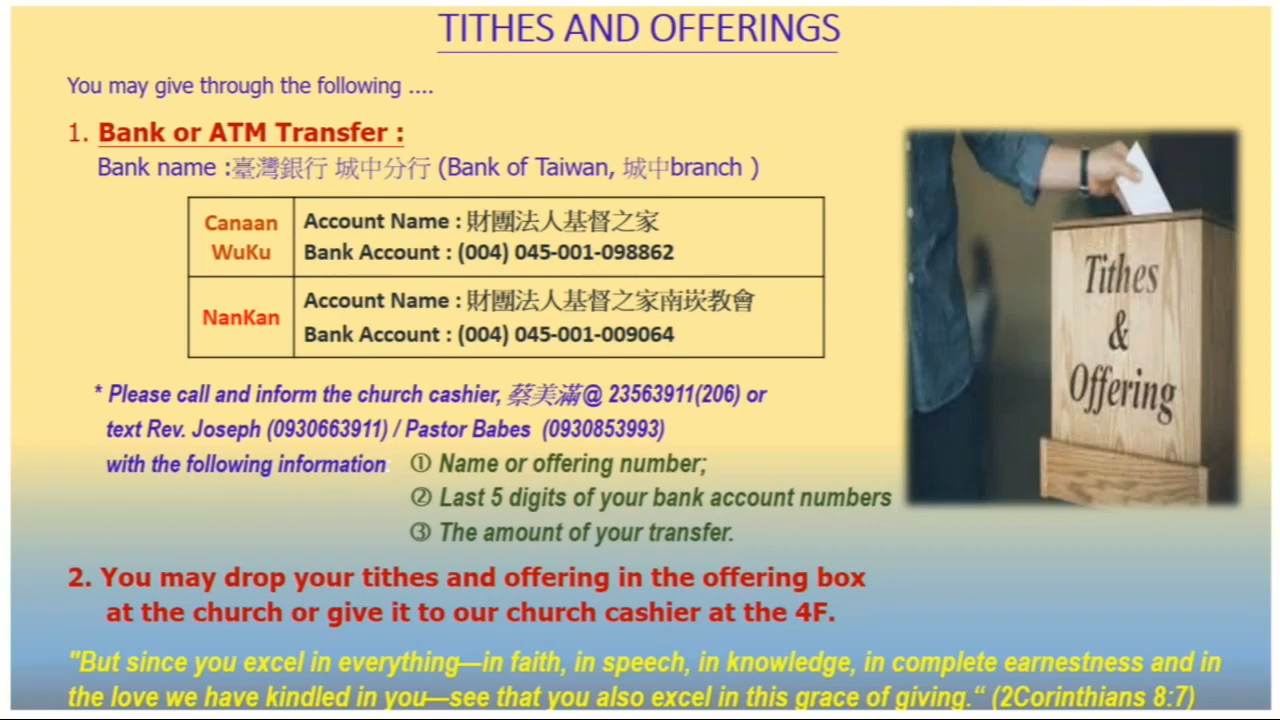 TITHES AND OFFERINGS
You may give through the following ....
1. Bank or ATM Transfer :
Bank name :臺灣銀行 城中分行 (Bank of Taiwan, 城中branch )
Canaan
WuKu
Account Name : 財團法人基督之家
Bank Account : (004) 045-001-098862
NanKan
Account Name : 財團法人基督之家南崁教會
Bank Account : (004) 045-001-009064
* Please call and inform the church cashier, 蔡美滿@ 23563911(206) or
text Rev. Joseph (0930663911) / Pastor Babes (0930853993)
with the following information:
① Name or offering number;
② Last 5 digits of your bank account numbers
③ The amount of your transfer.
Tithes
&
Offering
2. You may drop your tithes and offering in the offering box
at the church or give it to our church cashier at the 4F.
"But since you excel in everything—in faith, in speech, in knowledge, in complete earnestness and in
the love we have kindled in you—see that you also excel in this grace of giving.“ (2Corinthians 8:7)